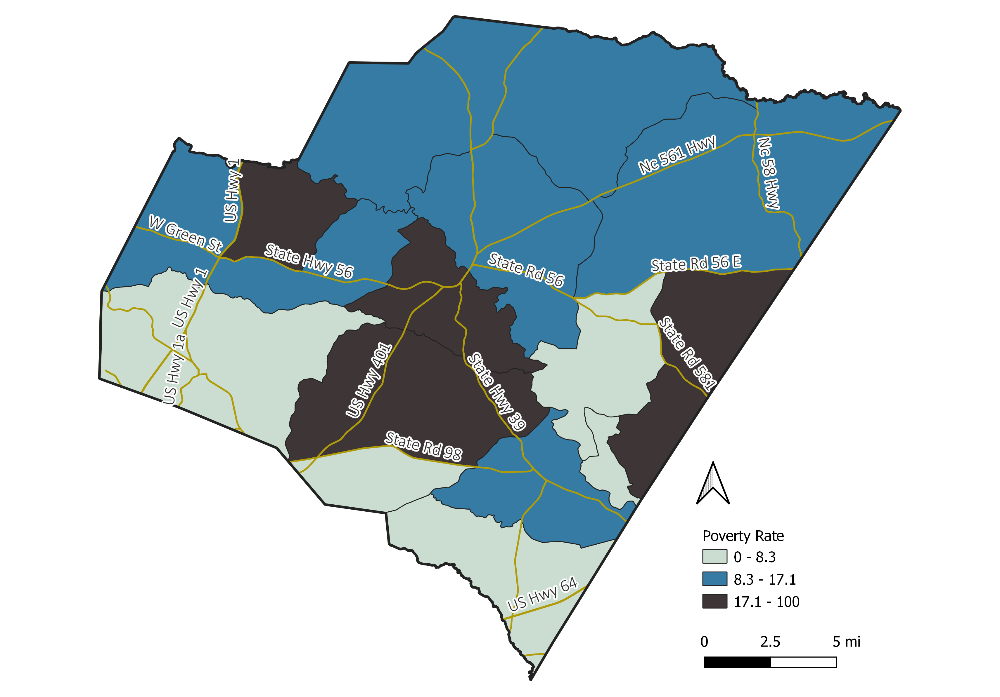 Nc 561 Hwy
Nc 58 Hwy
US Hwy 1
W Green St
State Hwy 56
State Rd 56
State Rd 56 E
US Hwy 1
US Hwy 1a
US Hwy 401
State Hwy 39
State Rd 581
State Rd 98
US Hwy 64
Poverty Rate
0 - 8.3
8.3 - 17.1
17.1 - 100
0 2.5 5 mi